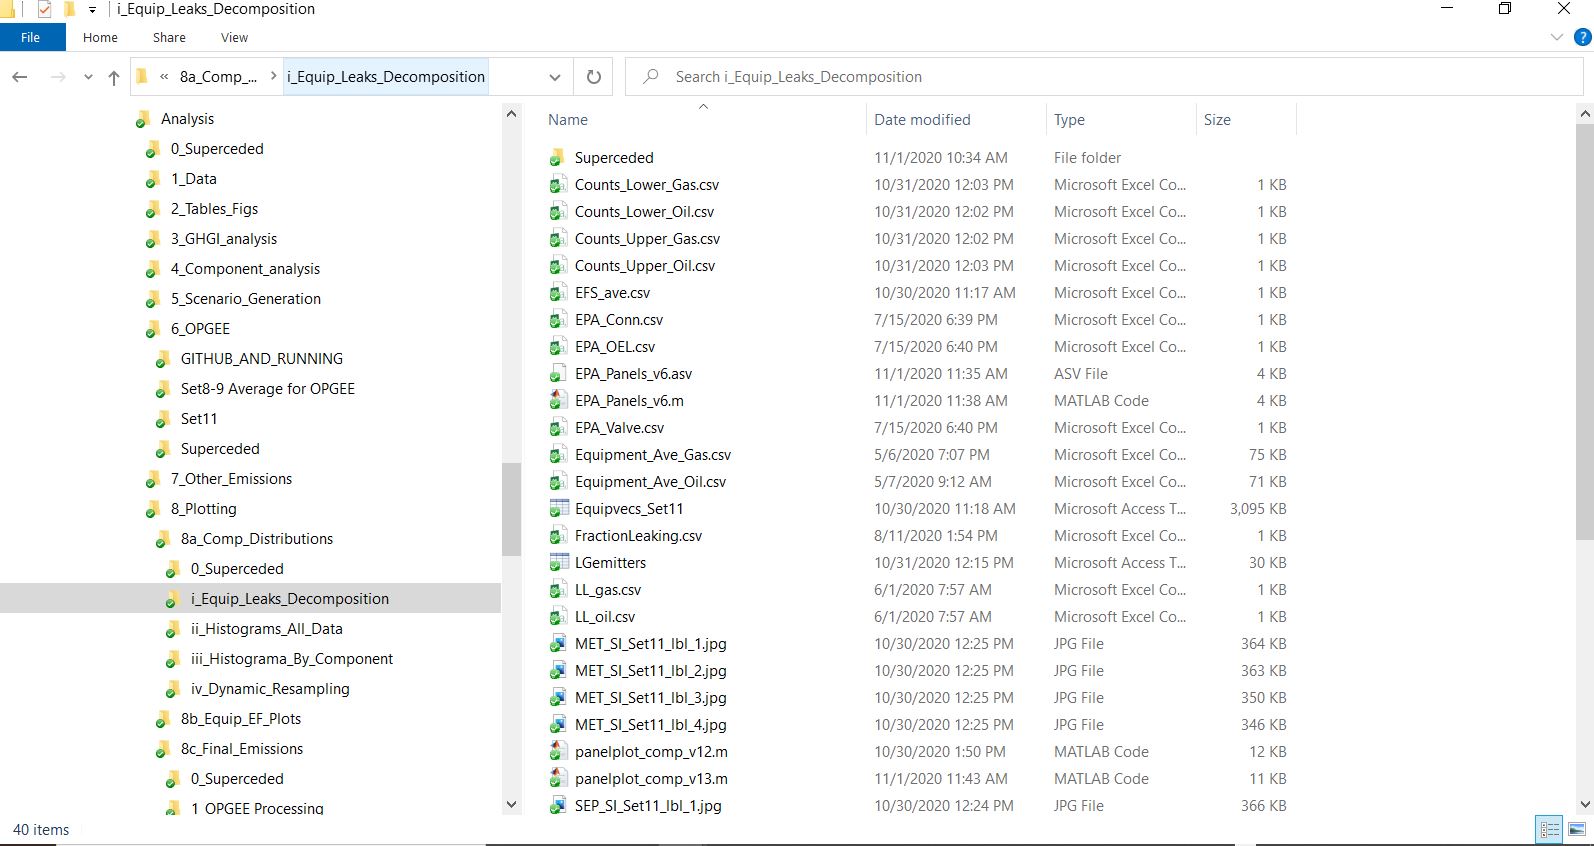 i_Equip_Leaks_Decomposition
File Home Share View
« 8a_Comp_... > i_Equip_Leaks_Decomposition
Search i_Equip_Leaks_Decomposition
Analysis
0_Superceded
1_Data
2_Tables_Figs
3_GHGI_analysis
4_Component_analysis
5_Scenario_Generation
6_OPGEE
GITHUB_AND_RUNNING
Set8-9 Average for OPGEE
Set11
Superceded
7_Other_Emissions
8_Plotting
8a_Comp_Distributions
0_Superceded
i_Equip_Leaks_Decomposition
ii_Histograms_All_Data
iii_Histograma_By_Component
iv_Dynamic_Resampling
8b_Equip_EF_Plots
8c_Final_Emissions
0_Superceded
1 OPGEE Processing
Name Date modified Type Size
Superceded 11/1/2020 10:34 AM File folder
Counts_Lower_Gas.csv 10/31/2020 12:03 PM Microsoft Excel Co... 1 KB
Counts_Lower_Oil.csv 10/31/2020 12:02 PM Microsoft Excel Co... 1 KB
Counts_Upper_Gas.csv 10/31/2020 12:02 PM Microsoft Excel Co... 1 KB
Counts_Upper_Oil.csv 10/31/2020 12:03 PM Microsoft Excel Co... 1 KB
EFS_ave.csv 10/30/2020 11:17 AM Microsoft Excel Co... 1 KB
EPA_Conn.csv 7/15/2020 6:39 PM Microsoft Excel Co... 1 KB
EPA_OEL.csv 7/15/2020 6:40 PM Microsoft Excel Co... 1 KB
EPA_Panels_v6.asv 11/1/2020 11:35 AM ASV File 4 KB
EPA_Panels_v6.m 11/1/2020 11:38 AM MATLAB Code 4 KB
EPA_Valve.csv 7/15/2020 6:40 PM Microsoft Excel Co... 1 KB
Equipment_Ave_Gas.csv 5/6/2020 7:07 PM Microsoft Excel Co... 75 KB
Equipment_Ave_Oil.csv 5/7/2020 9:12 AM Microsoft Excel Co... 71 KB
Equipvecs_Set11 10/30/2020 11:18 AM Microsoft Access T... 3,095 KB
FractionLeaking.csv 8/11/2020 1:54 PM Microsoft Excel Co... 1 KB
LGemitters 10/31/2020 12:15 PM Microsoft Access T... 30 KB
LL_gas.csv 6/1/2020 7:57 AM Microsoft Excel Co... 1 KB
LL_oil.csv 6/1/2020 7:57 AM Microsoft Excel Co... 1 KB
MET_SI_Set11_lbl_1.jpg 10/30/2020 12:25 PM JPG File 364 KB
MET_SI_Set11_lbl_2.jpg 10/30/2020 12:25 PM JPG File 363 KB
MET_SI_Set11_lbl_3.jpg 10/30/2020 12:25 PM JPG File 350 KB
MET_SI_Set11_lbl_4.jpg 10/30/2020 12:25 PM JPG File 346 KB
panelplot_comp_v12.m 10/30/2020 1:50 PM MATLAB Code 12 KB
panelplot_comp_v13.m 11/1/2020 11:43 AM MATLAB Code 11 KB
SEP_SI_Set11_lbl_1.jpg 10/30/2020 12:24 PM JPG File 366 KB
40 items